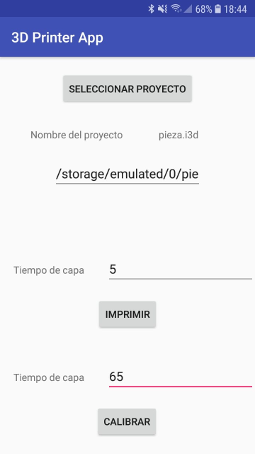 68% 18:44
3D Printer App
SELECCIONAR PROYECTO
Nombre del proyecto pieza.i3d
/storage/emulated/0/pie
Tiempo de capa 5
IMPRIMIR
Tiempo de capa 65
CALIBRAR